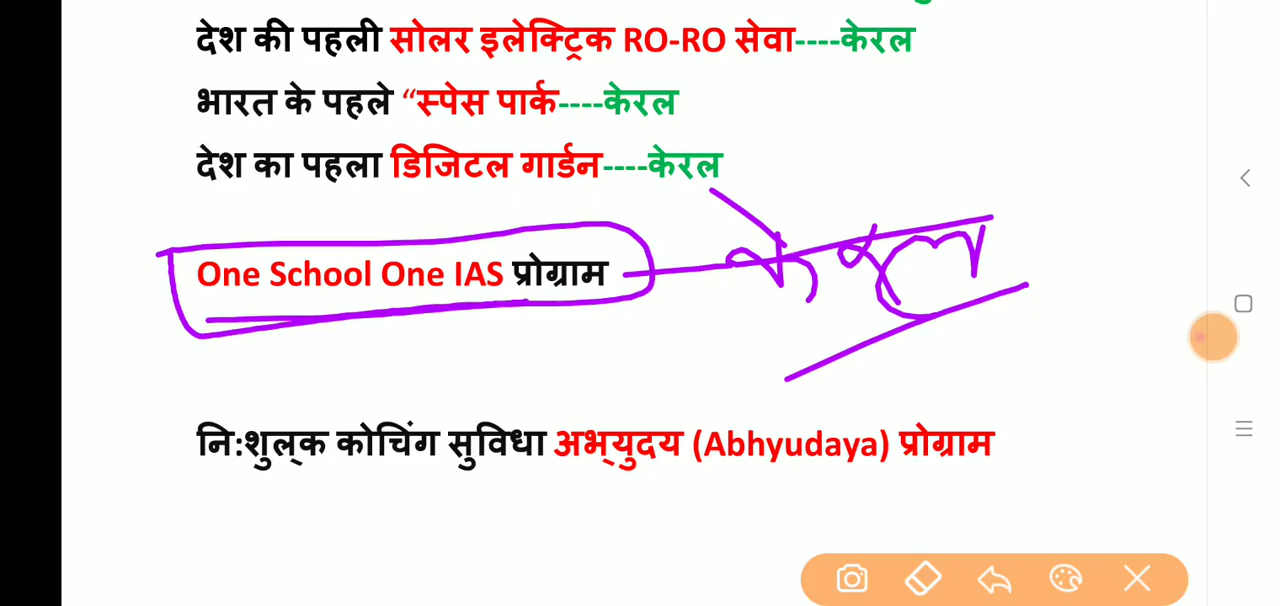 देश की पहली सोलर इलेक्ट्रिक RO-RO सेवा----केरल
भारत के पहले “स्पेस पार्क----केरल
देश का पहला डिजिटल गार्डन----केरल
One School One IAS प्रोग्राम केरल
नि:शुल्क कोचिंग सुविधा अभ्युदय (Abhyudaya) प्रोग्राम